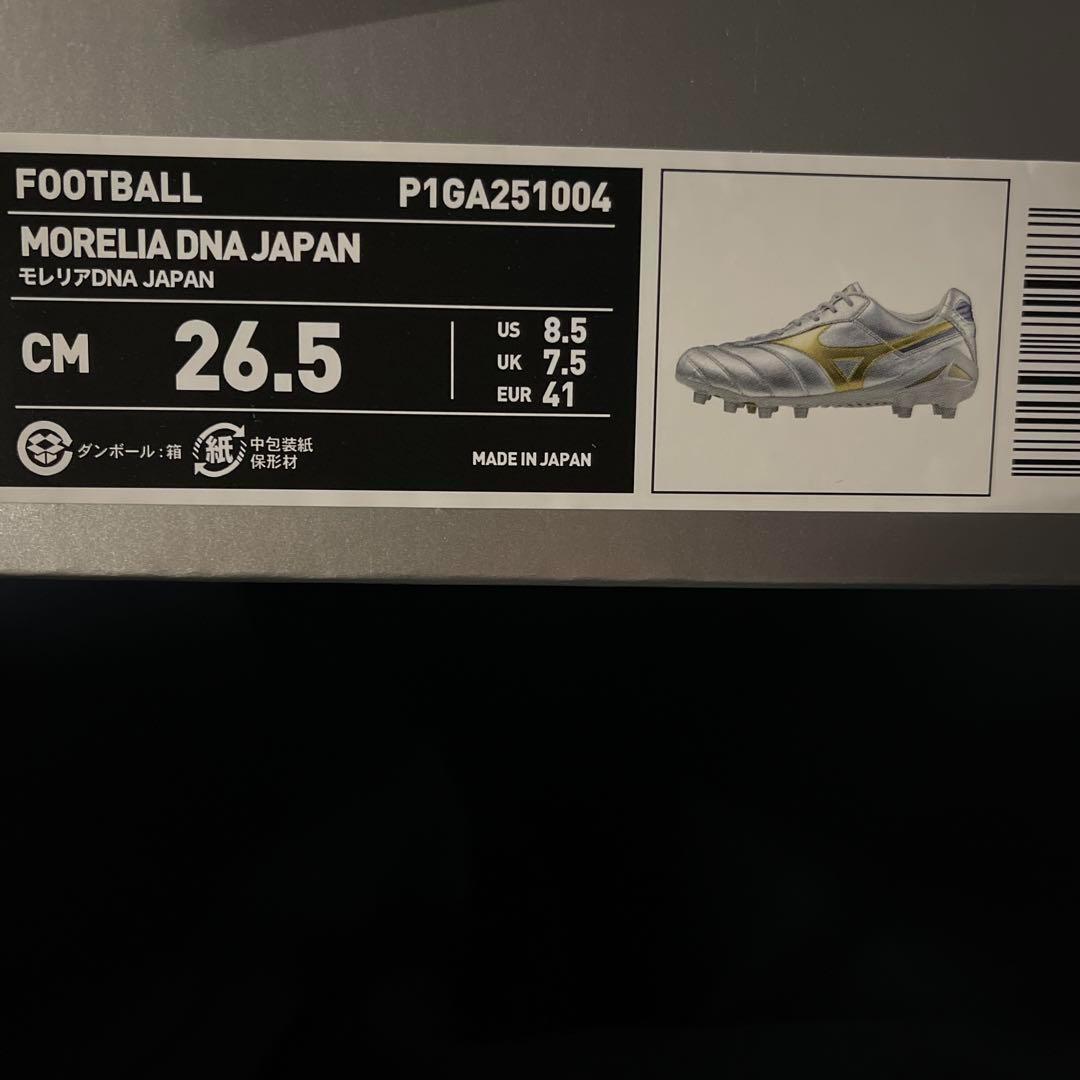 FOOTBALL P1GA251004
MORELIA DNA JAPAN
モレリアDNA JAPAN
CM 26.5
US 8.5
UK 7.5
EUR 41
ダンボール:箱
紙
中包装紙
保形材
MADE IN JAPAN